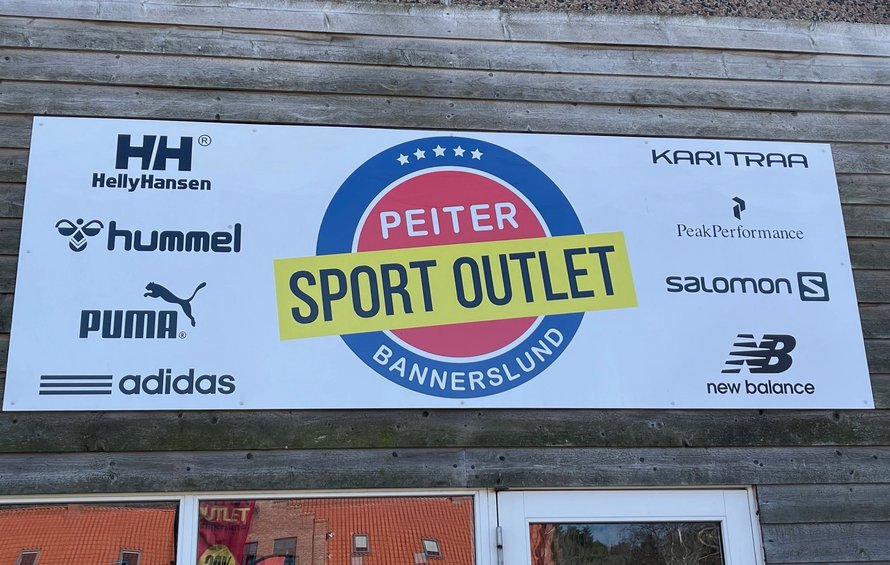 HH®
HellyHansen
hummel
PUMA®
adidas
PEITER
SPORT OUTLET
BANNERSLUND
KARI TRAA
PeakPerformance
salomon S
NB
new balance
OUTLET